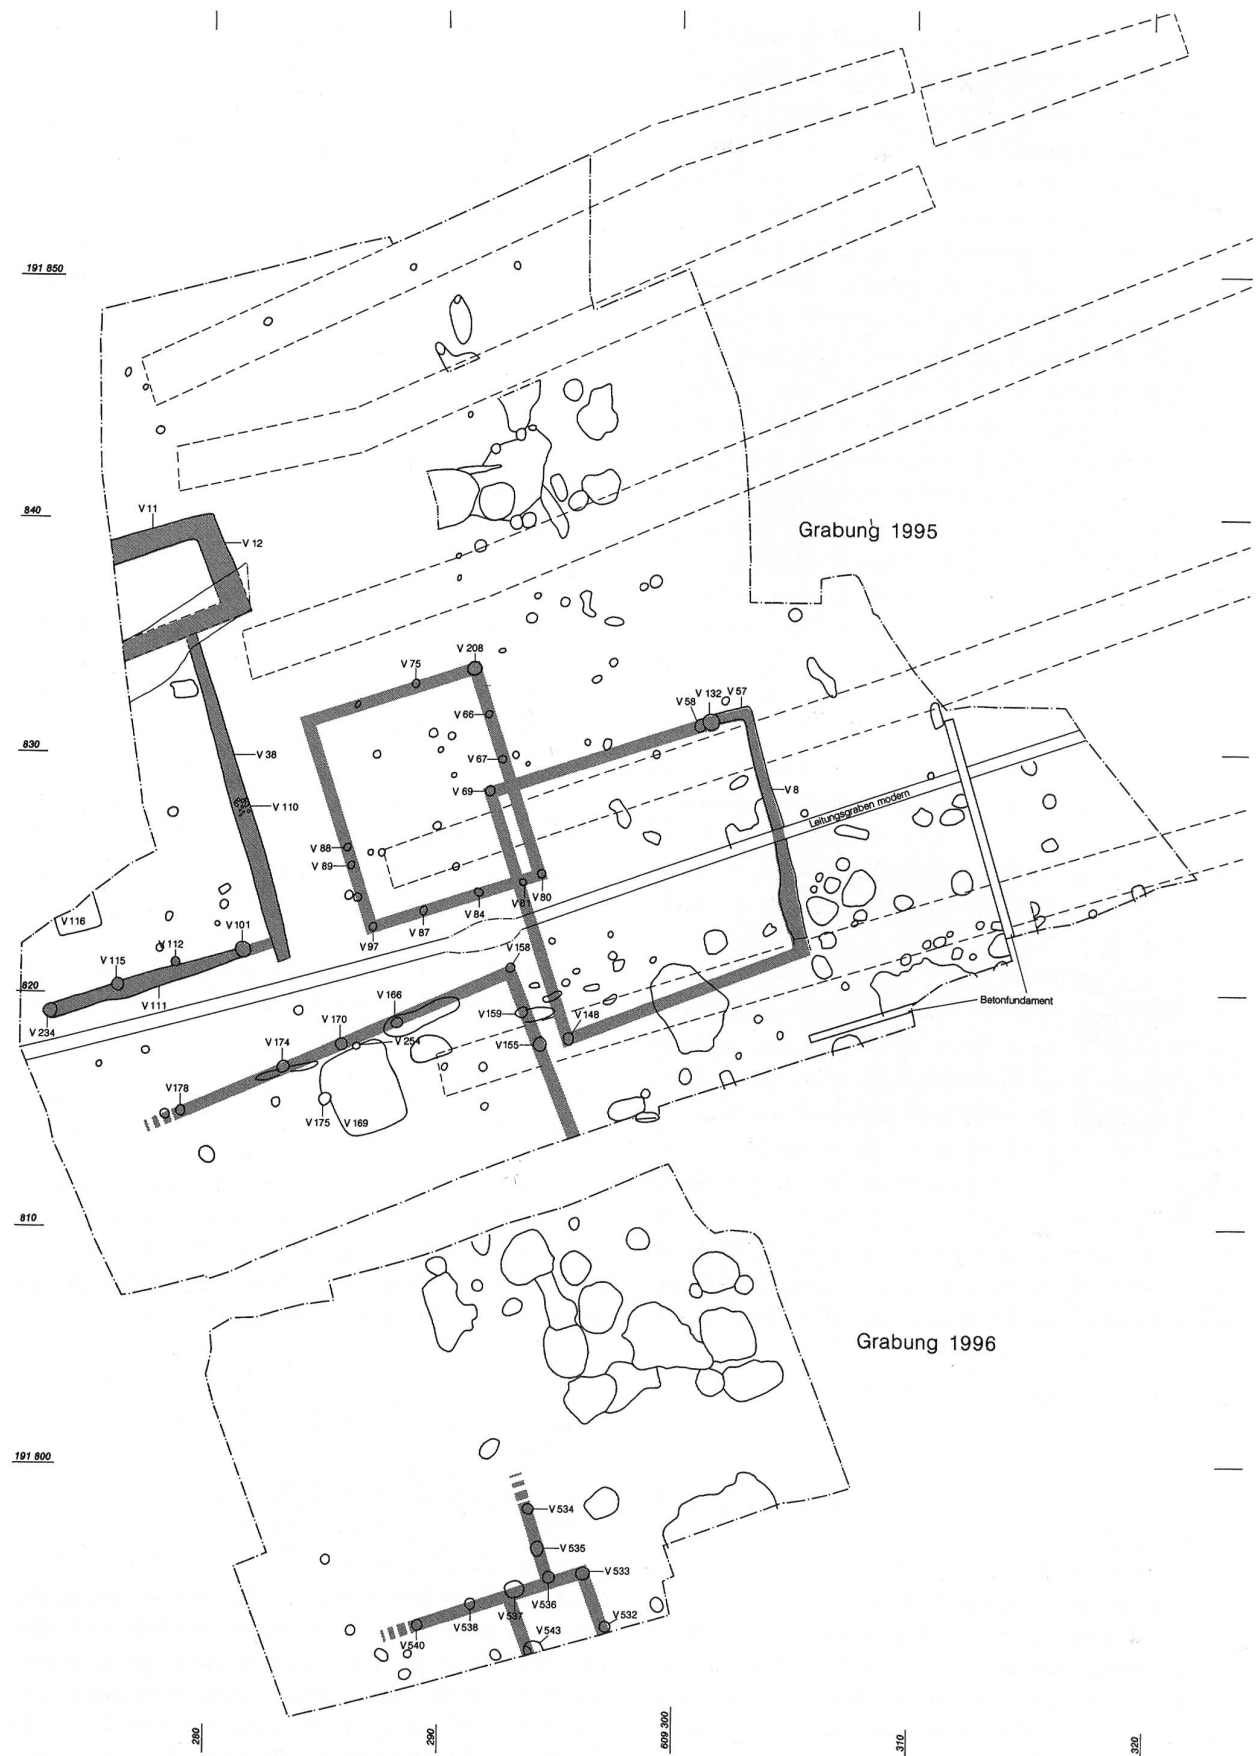 191 850
840
V 11
V 12
Grabung 1995
V 208
V 75
V 66
V 132
V 57
V 58
830
V 38
V 67
V 69
V 8
V 110
Leitungsgraben modern
V 88
V 89
V 80
V 81
V 84
V 87
V 97
V 116
V 101
V 112
V 115
V 158
820
V 111
V 234
V 166
V 159
V 170
V 254
V 148
V 155
Betonfundament
V 174
V 178
V 175
V 169
810
Grabung 1996
191 800
V 534
V 535
V 533
V 536
V 537
V 538
V 532
V 540
V 543
280
290
609 300
310
320